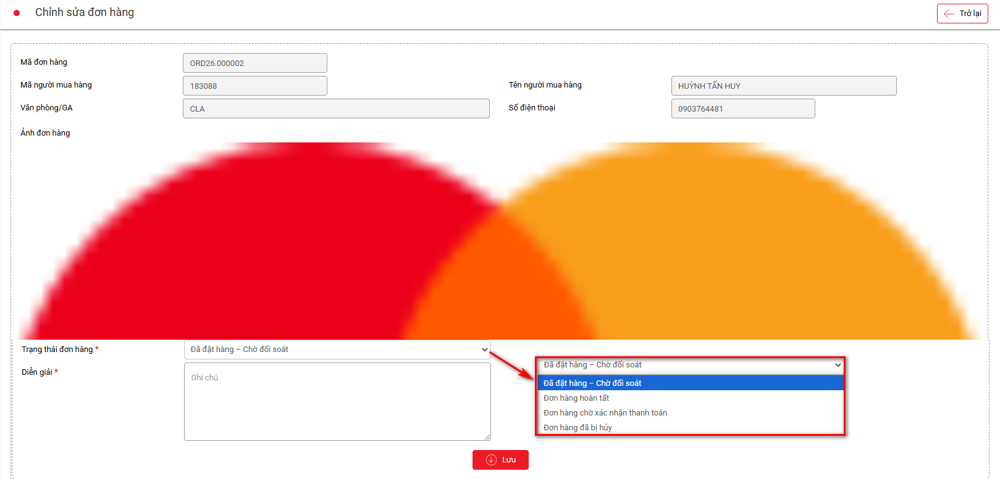 Chỉnh sửa đơn hàng
Trở lại
Mã đơn hàng
ORD26.000002
Mã người mua hàng
183088
Tên người mua hàng
HUỲNH TẤN HUY
Văn phòng/GA
CLA
Số điện thoại
0903764481
Ảnh đơn hàng
Trạng thái đơn hàng *
Đã đặt hàng – Chờ đối soát
Diễn giải *
Ghi chú
Đã đặt hàng – Chờ đối soát
Đã đặt hàng – Chờ đối soát
Đơn hàng hoàn tất
Đơn hàng chờ xác nhận thanh toán
Đơn hàng đã bị hủy
Lưu